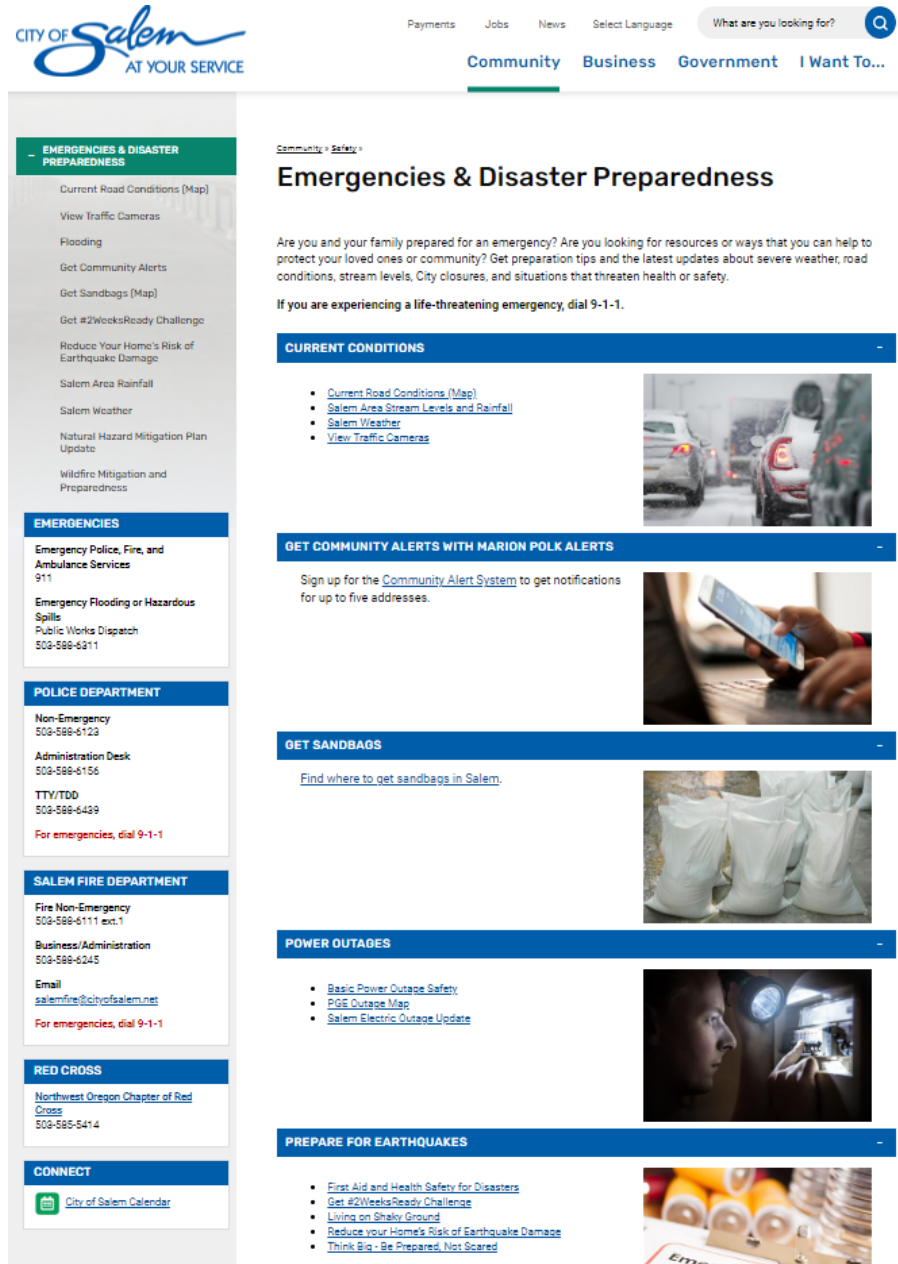 CITY OF Salem
AT YOUR SERVICE
Payments Jobs News Select Language What are you looking for?
Community Business Government I Want To...
– EMERGENCIES & DISASTER
PREPAREDNESS
Current Road Conditions (Map)
View Traffic Cameras
Flooding
Get Community Alerts
Get Sandbags (Map)
Get #2WeeksReady Challenge
Reduce Your Home's Risk of
Earthquake Damage
Salem Area Rainfall
Salem Weather
Natural Hazard Mitigation Plan
Update
Wildfire Mitigation and
Preparedness
EMERGENCIES
Emergency Police, Fire, and
Ambulance Services
911
Emergency Flooding or Hazardous
Spills
Public Works Dispatch
503-588-6311
POLICE DEPARTMENT
Non-Emergency
503-588-6123
Administration Desk
503-588-6156
TTY/TDD
503-588-6439
For emergencies, dial 9-1-1
SALEM FIRE DEPARTMENT
Fire Non-Emergency
503-588-6111 ext.1
Business/Administration
503-588-6245
Email
salemfire@cityofsalem.net
For emergencies, dial 9-1-1
RED CROSS
Northwest Oregon Chapter of Red
Cross
503-585-5414
CONNECT
City of Salem Calendar
Community » Safety »
Emergencies & Disaster Preparedness
Are you and your family prepared for an emergency? Are you looking for resources or ways that you can help to
protect your loved ones or community? Get preparation tips and the latest updates about severe weather, road
conditions, stream levels, City closures, and situations that threaten health or safety.
If you are experiencing a life-threatening emergency, dial 9-1-1.
CURRENT CONDITIONS –
• Current Road Conditions (Map)
• Salem Area Stream Levels and Rainfall
• Salem Weather
• View Traffic Cameras
GET COMMUNITY ALERTS WITH MARION POLK ALERTS –
Sign up for the Community Alert System to get notifications
for up to five addresses.
GET SANDBAGS –
Find where to get sandbags in Salem.
POWER OUTAGES –
• Basic Power Outage Safety
• PGE Outage Map
• Salem Electric Outage Update
PREPARE FOR EARTHQUAKES –
• First Aid and Health Safety for Disasters
• Get #2WeeksReady Challenge
• Living on Shaky Ground
• Reduce your Home's Risk of Earthquake Damage
• Think Big - Be Prepared, Not Scared